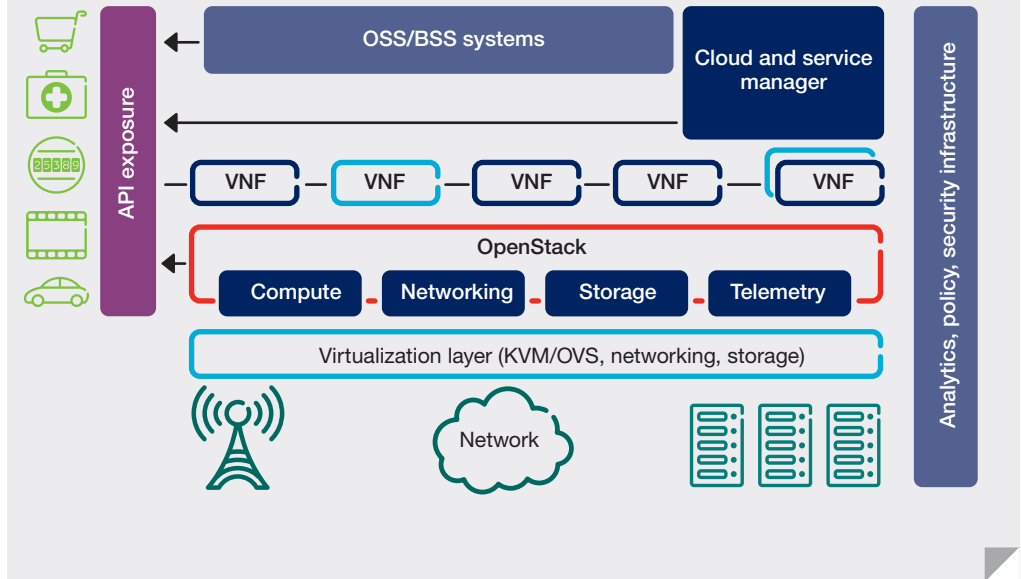 OSS/BSS systems
Cloud and service
manager
API exposure
Analytics, policy, security infrastructure
25389
VNF
VNF
VNF
VNF
VNF
OpenStack
Compute
Networking
Storage
Telemetry
Virtualization layer (KVM/OVS, networking, storage)
Network